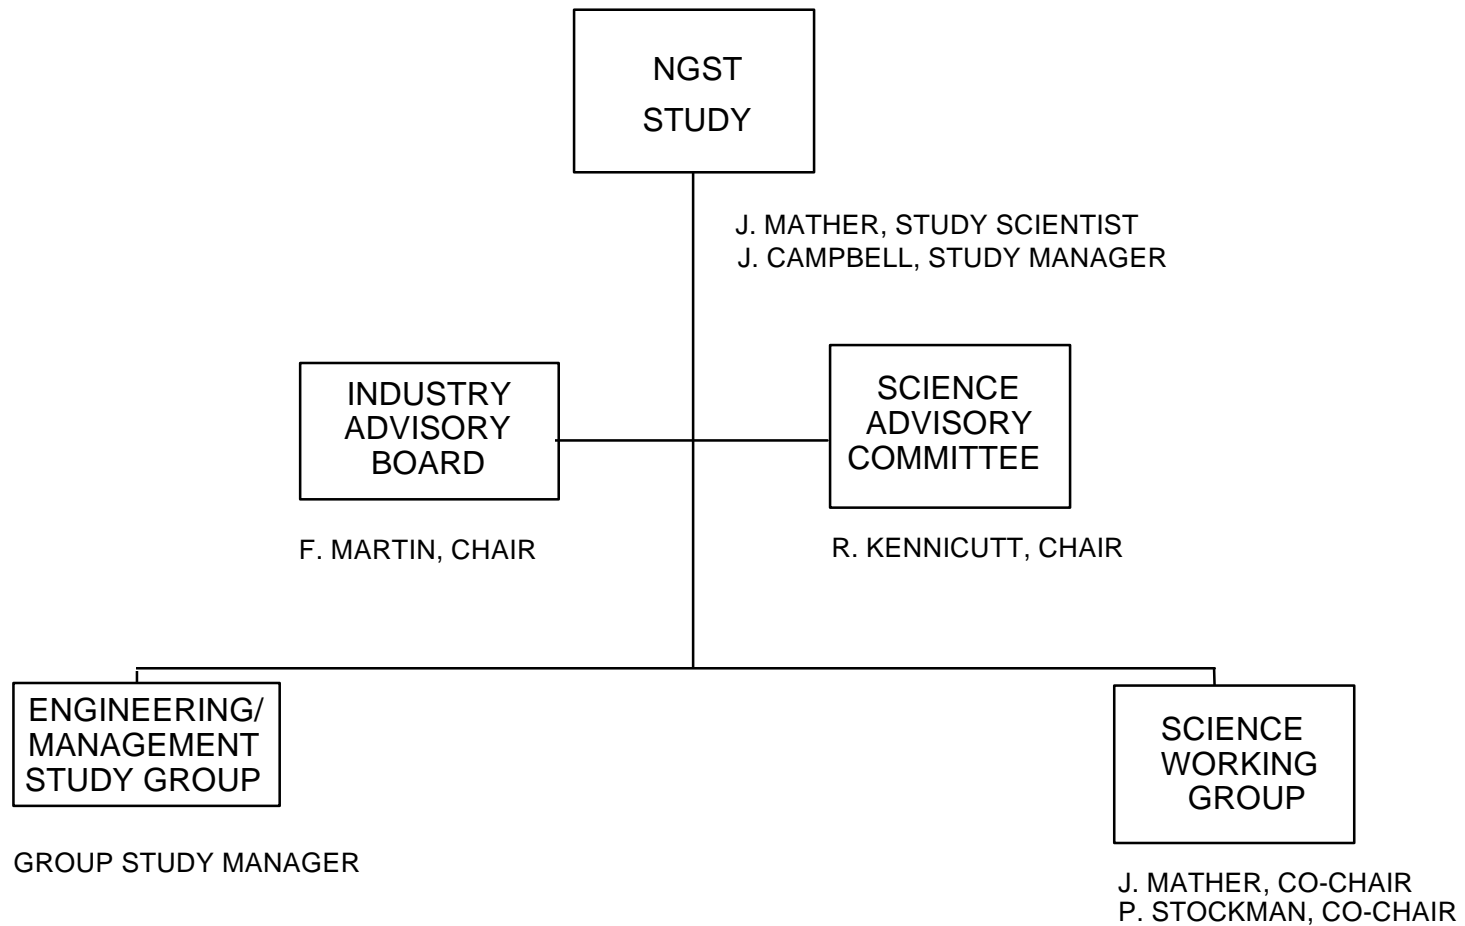 NGST
STUDY
J. MATHER, STUDY SCIENTIST
J. CAMPBELL, STUDY MANAGER
INDUSTRY
ADVISORY
BOARD
F. MARTIN, CHAIR
SCIENCE
ADVISORY
COMMITTEE
R. KENNICUTT, CHAIR
ENGINEERING/
MANAGEMENT
STUDY GROUP
GROUP STUDY MANAGER
SCIENCE
WORKING
GROUP
J. MATHER, CO-CHAIR
P. STOCKMAN, CO-CHAIR